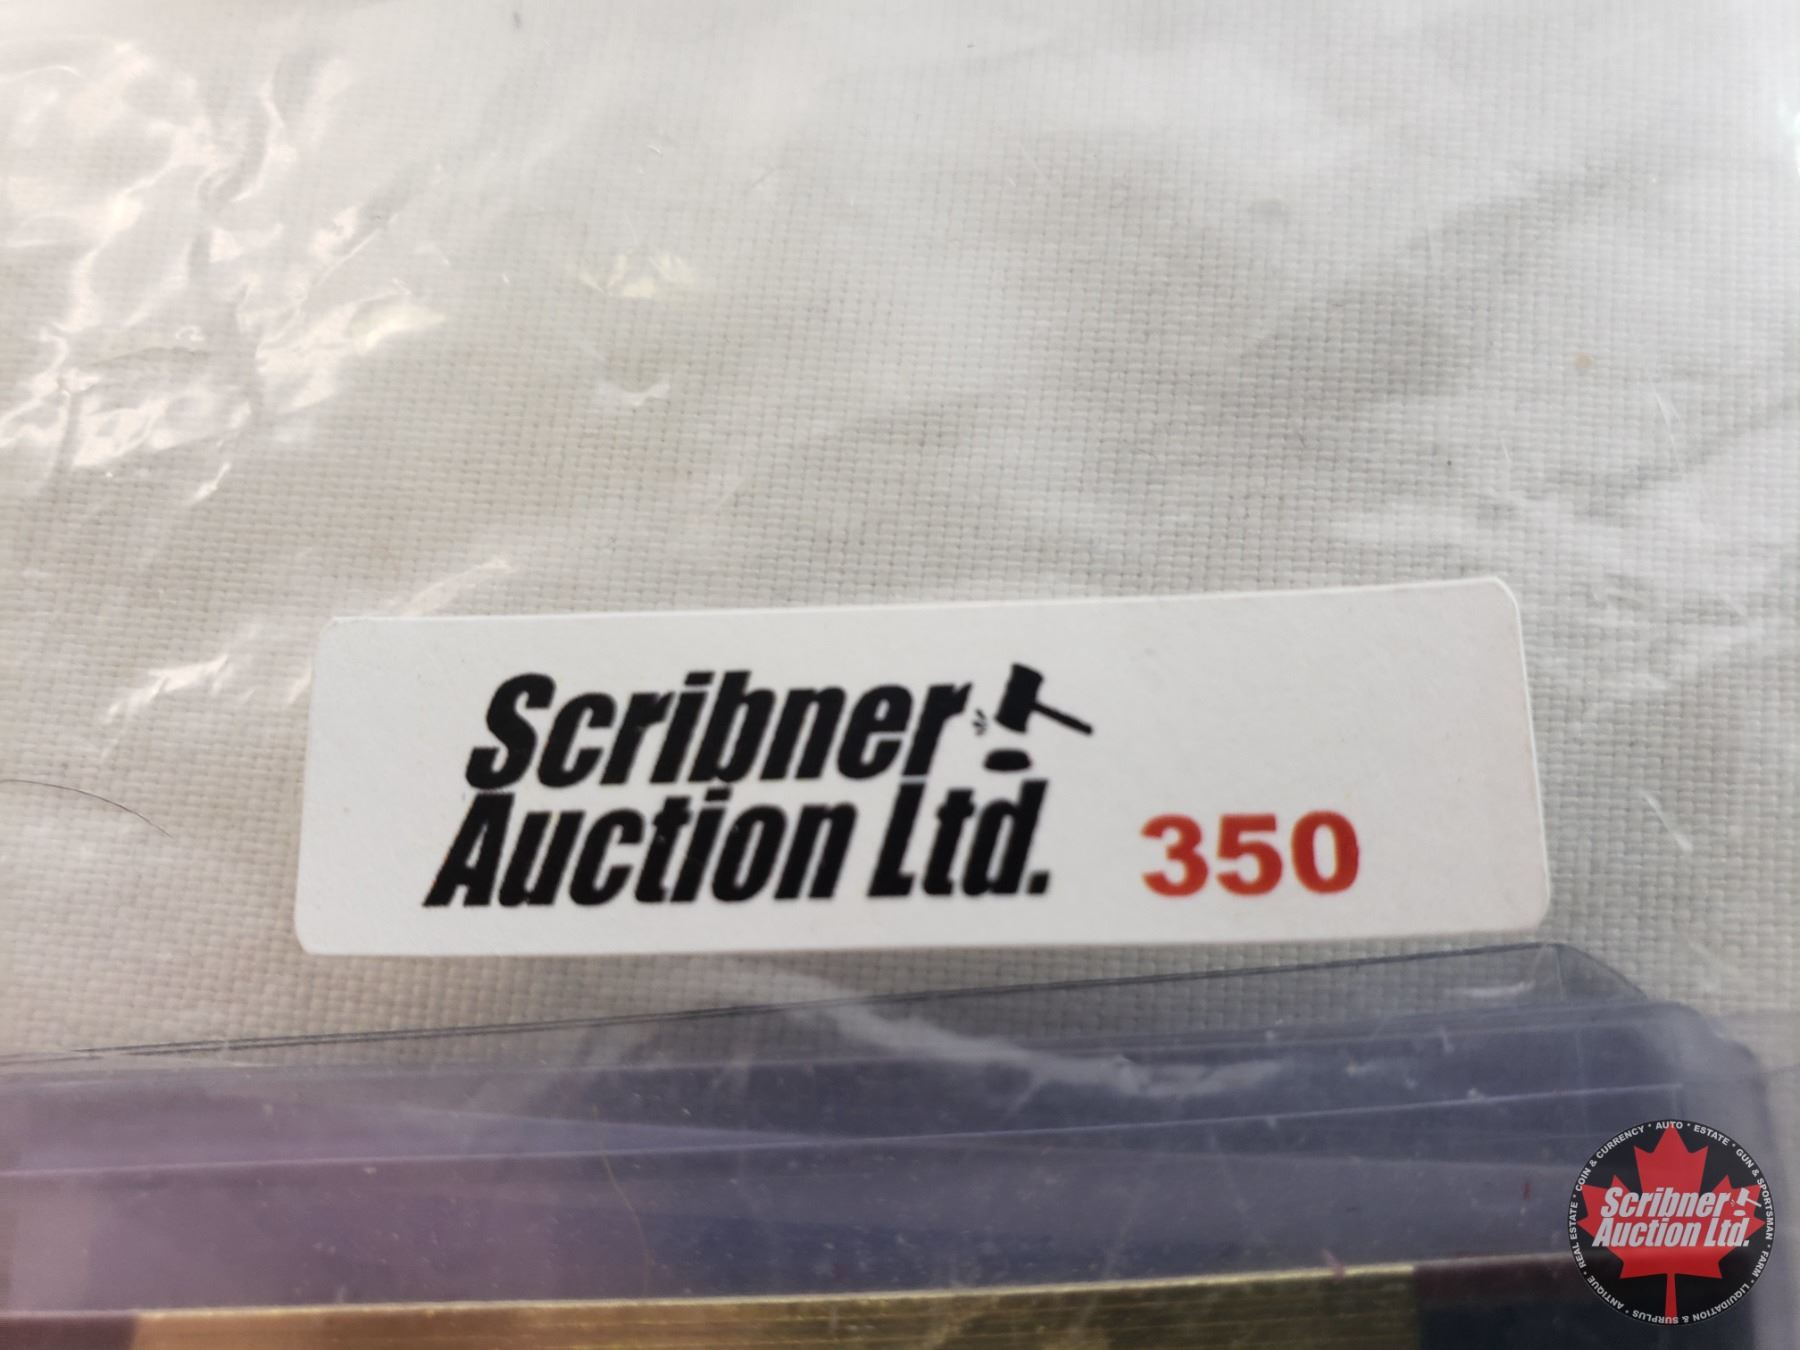 Scribner
Auction Ltd.
350
COIN & CURRENCY * AUTO * ESTATE * GUN & SPORTSMAN * FARM * LIQUIDATION & SURPLUS * ANTIQUE * REAL ESTATE *
Scribner
Auction Ltd.